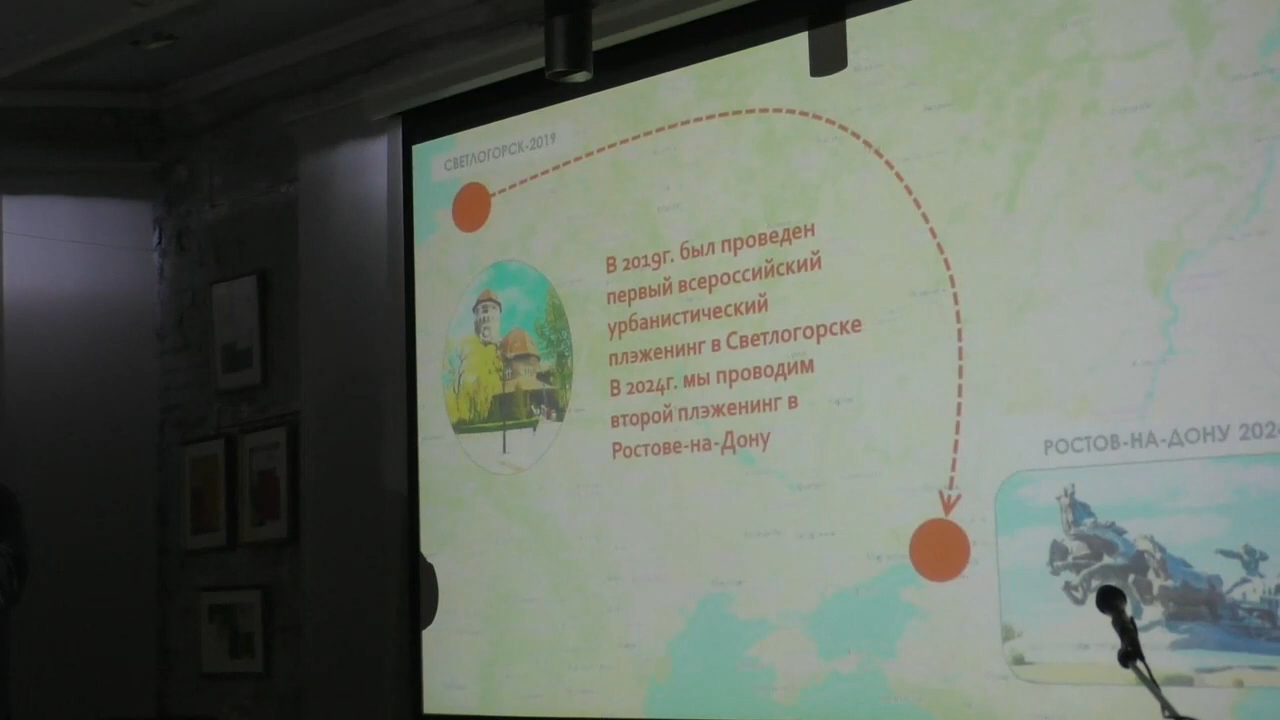 СВЕТЛОГОРСК-2019
В 2019г. был проведен
первый всероссийский
урбанистический
плэженинг в Светлогорске
В 2024г. мы проводим
второй плэженинг в
Ростове-на-Дону
РОСТОВ-НА-ДОНУ 202